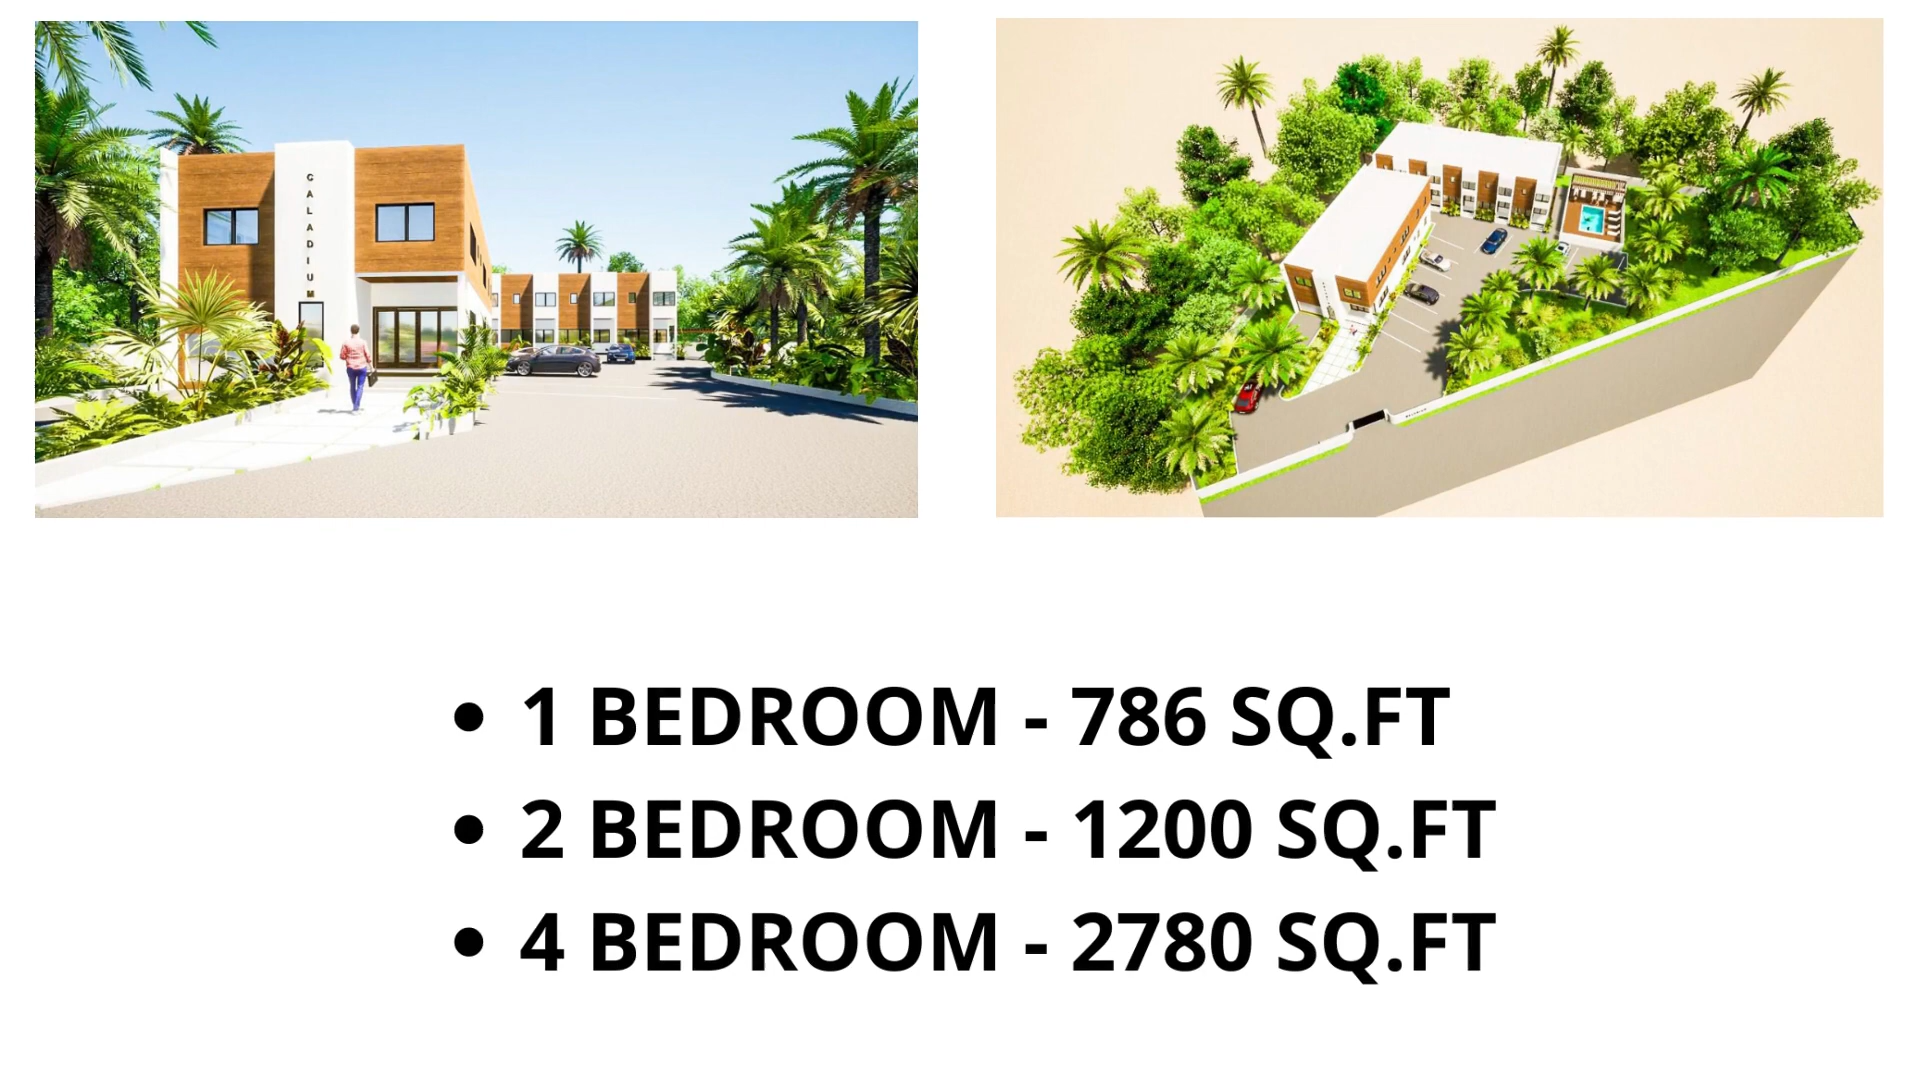 CALADIUM
• 1 BEDROOM - 786 SQ.FT
• 2 BEDROOM - 1200 SQ.FT
• 4 BEDROOM - 2780 SQ.FT